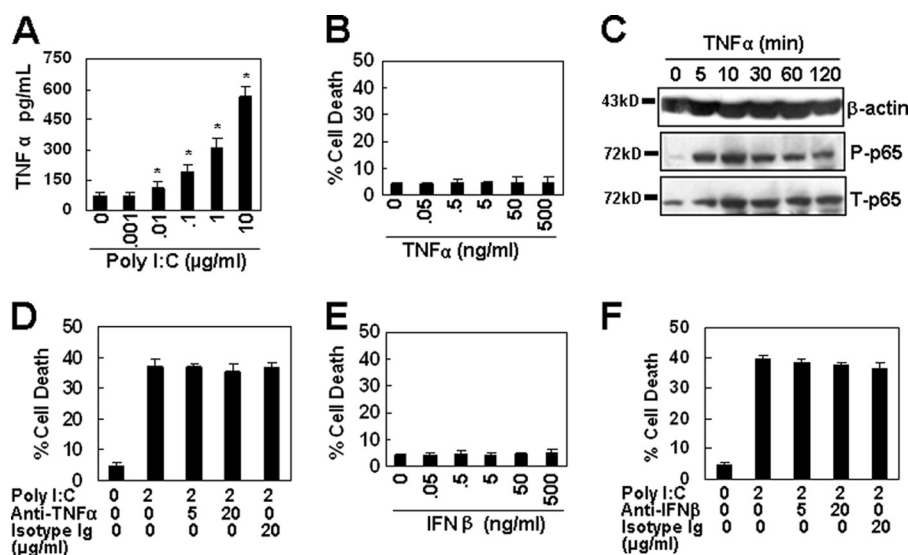 A
TNF α pg/mL
750
600
450
300
150
0
* * * *
0 .001 .01 .1 1 10
Poly I:C (µg/ml)
B
% Cell Death
50
40
30
20
10
0
0 .05 .5 5 50 500
TNFα (ng/ml)
C
TNFα (min)
0 5 10 30 60 120
43kD β-actin
72kD P-p65
72kD T-p65
D
% Cell Death
50
40
30
20
10
0
Poly I:C 0 2 2 2 2
Anti-TNFα 0 0 5 20 0
Isotype Ig 0 0 0 0 20
(µg/ml)
E
% Cell Death
50
40
30
20
10
0
0 .05 .5 5 50 500
IFN β (ng/ml)
F
% Cell Death
50
40
30
20
10
0
Poly I:C 0 2 2 2 2
Anti-IFNβ 0 0 5 20 0
Isotype Ig 0 0 0 0 20
(µg/ml)